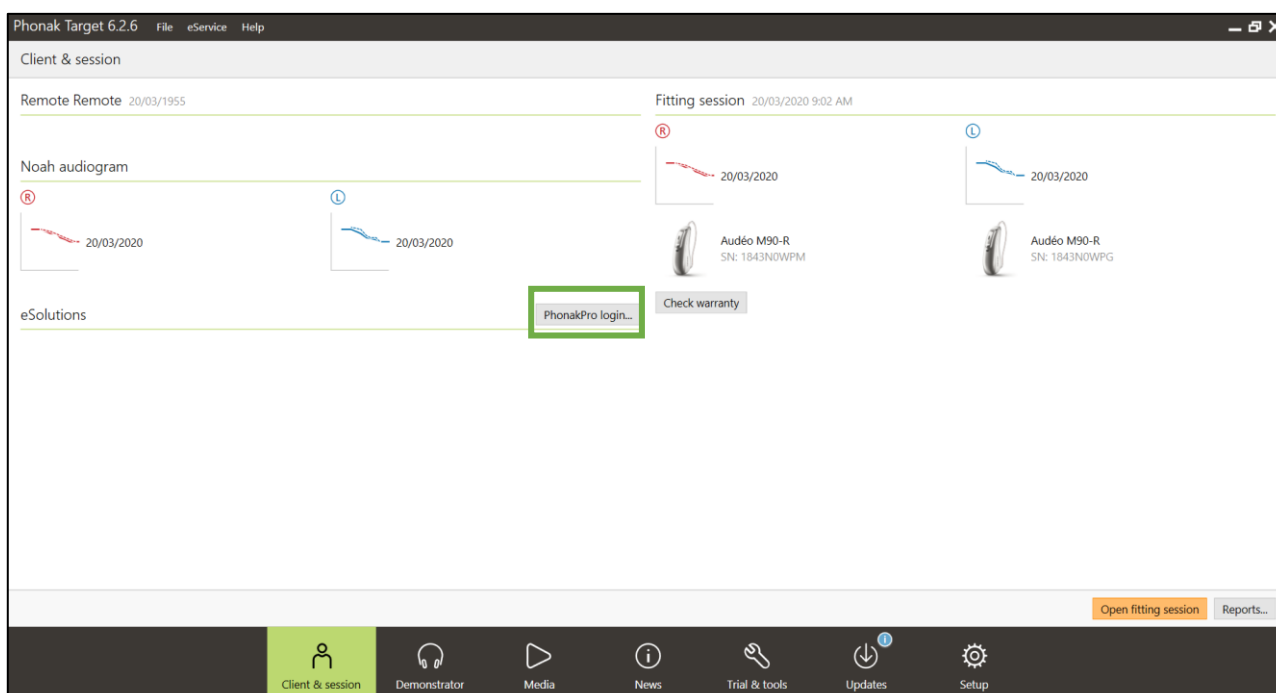 Phonak Target 6.2.6 File eService Help
Client & session
Remote Remote 20/03/1955
Fitting session 20/03/2020 9:02 AM
R
L
20/03/2020
20/03/2020
Noah audiogram
R
L
20/03/2020
20/03/2020
Audéo M90-R
SN: 1843N0WPM
Audéo M90-R
SN: 1843N0WPG
Check warranty
eSolutions
PhonakPro login...
Open fitting session
Reports...
Client & session
Demonstrator
Media
News
Trial & tools
Updates
Setup